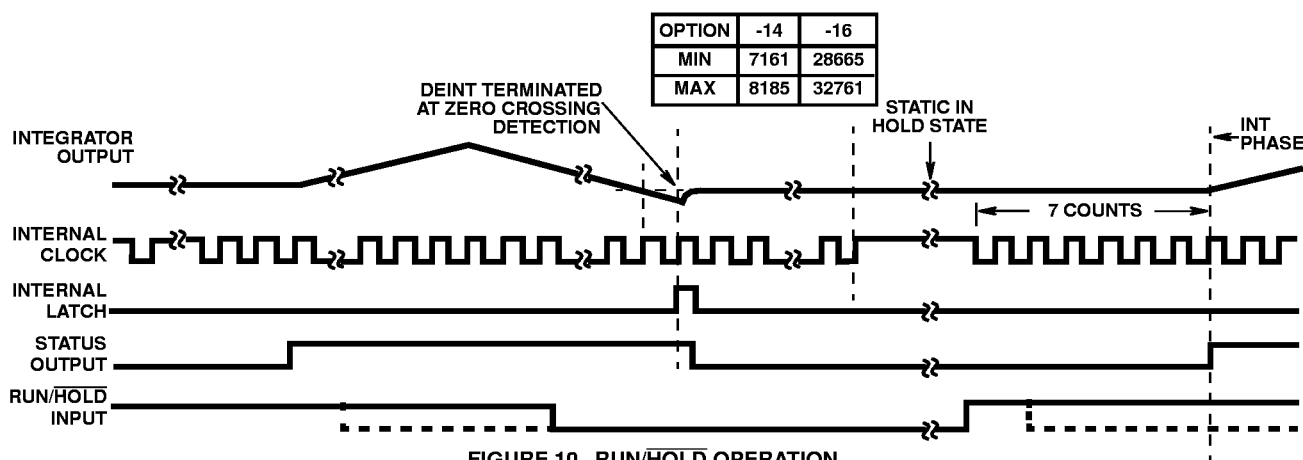 OPTION -14 -16
MIN 7161 28665
MAX 8185 32761
DEINT TERMINATED
AT ZERO CROSSING
DETECTION
STATIC IN
HOLD STATE
INT
PHASE
INTEGRATOR
OUTPUT
7 COUNTS
INTERNAL
CLOCK
INTERNAL
LATCH
STATUS
OUTPUT
RUN/HOLD
INPUT
FIGURE 10. RUN/HOLD OPERATION